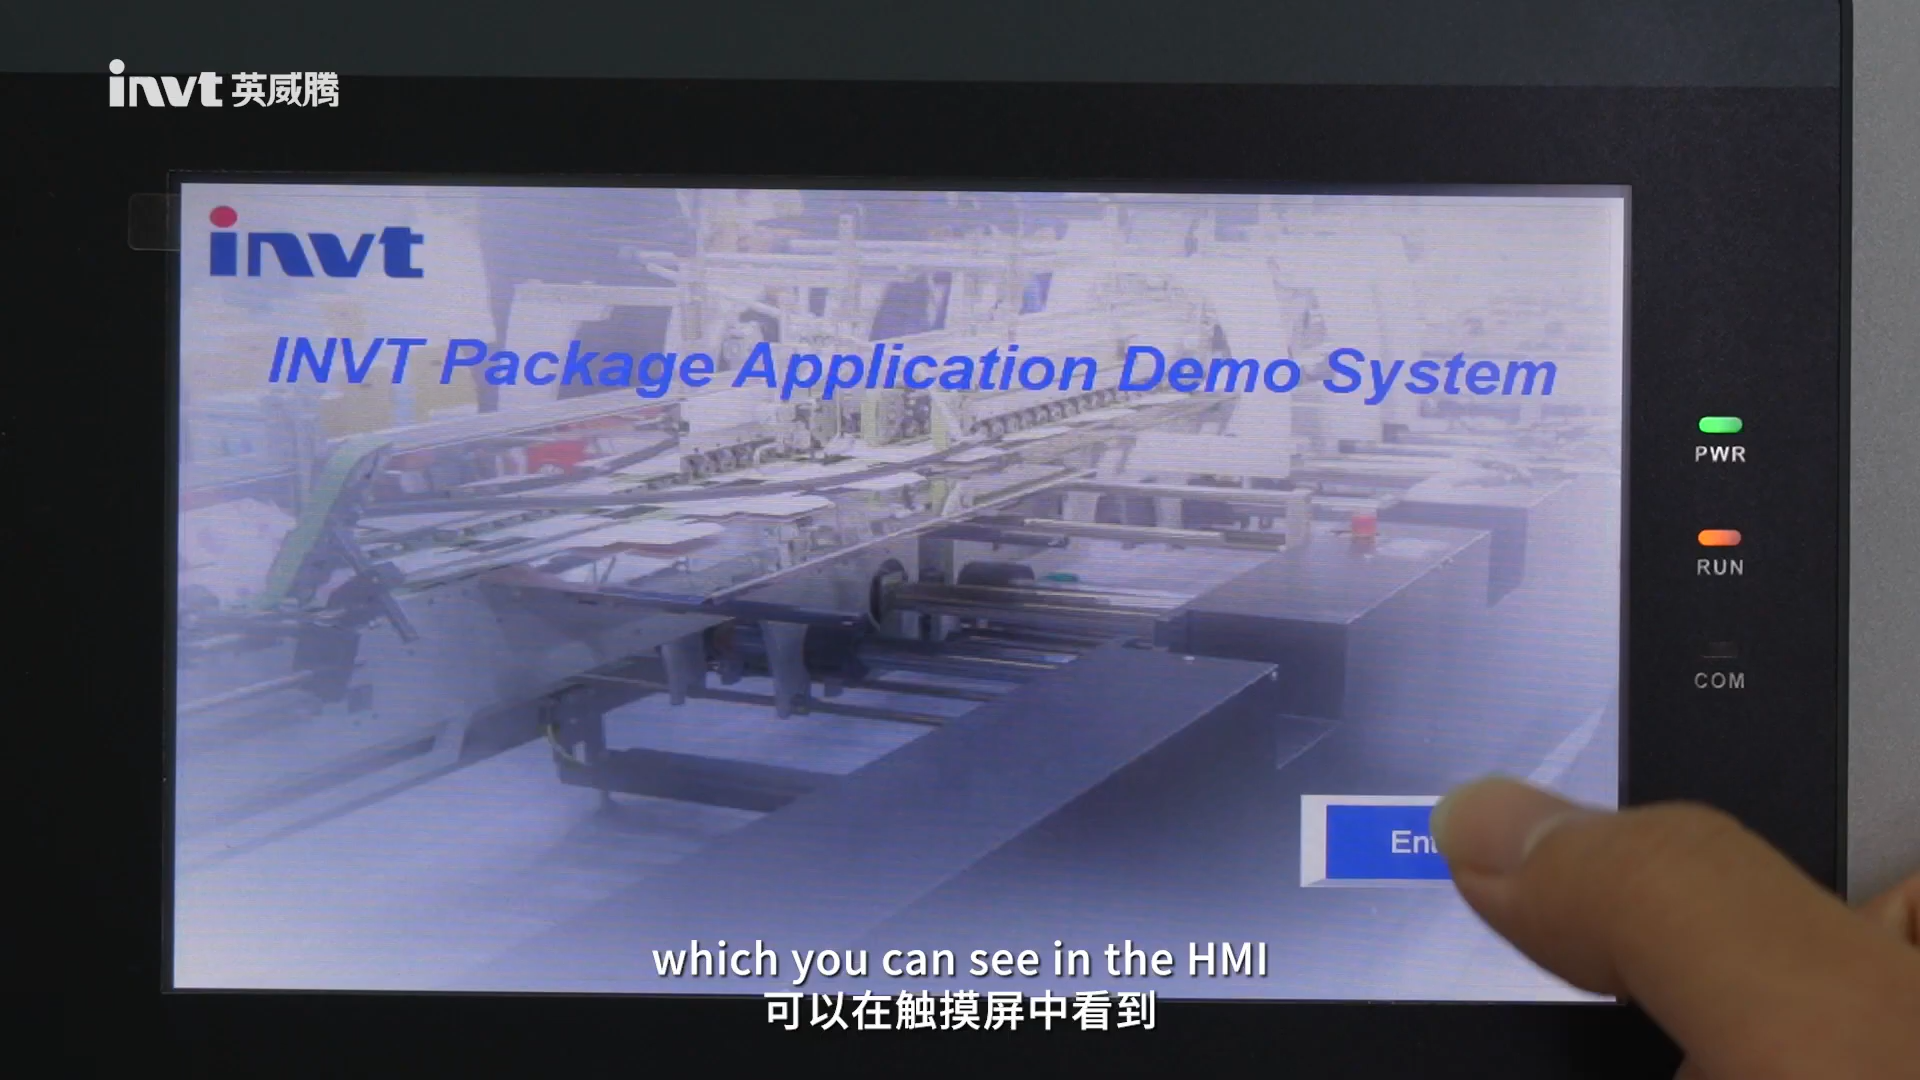 invt 英威腾
invt
INVT Package Application Demo System
PWR
RUN
COM
which you can see in the HMI
可以在触摸屏中看到